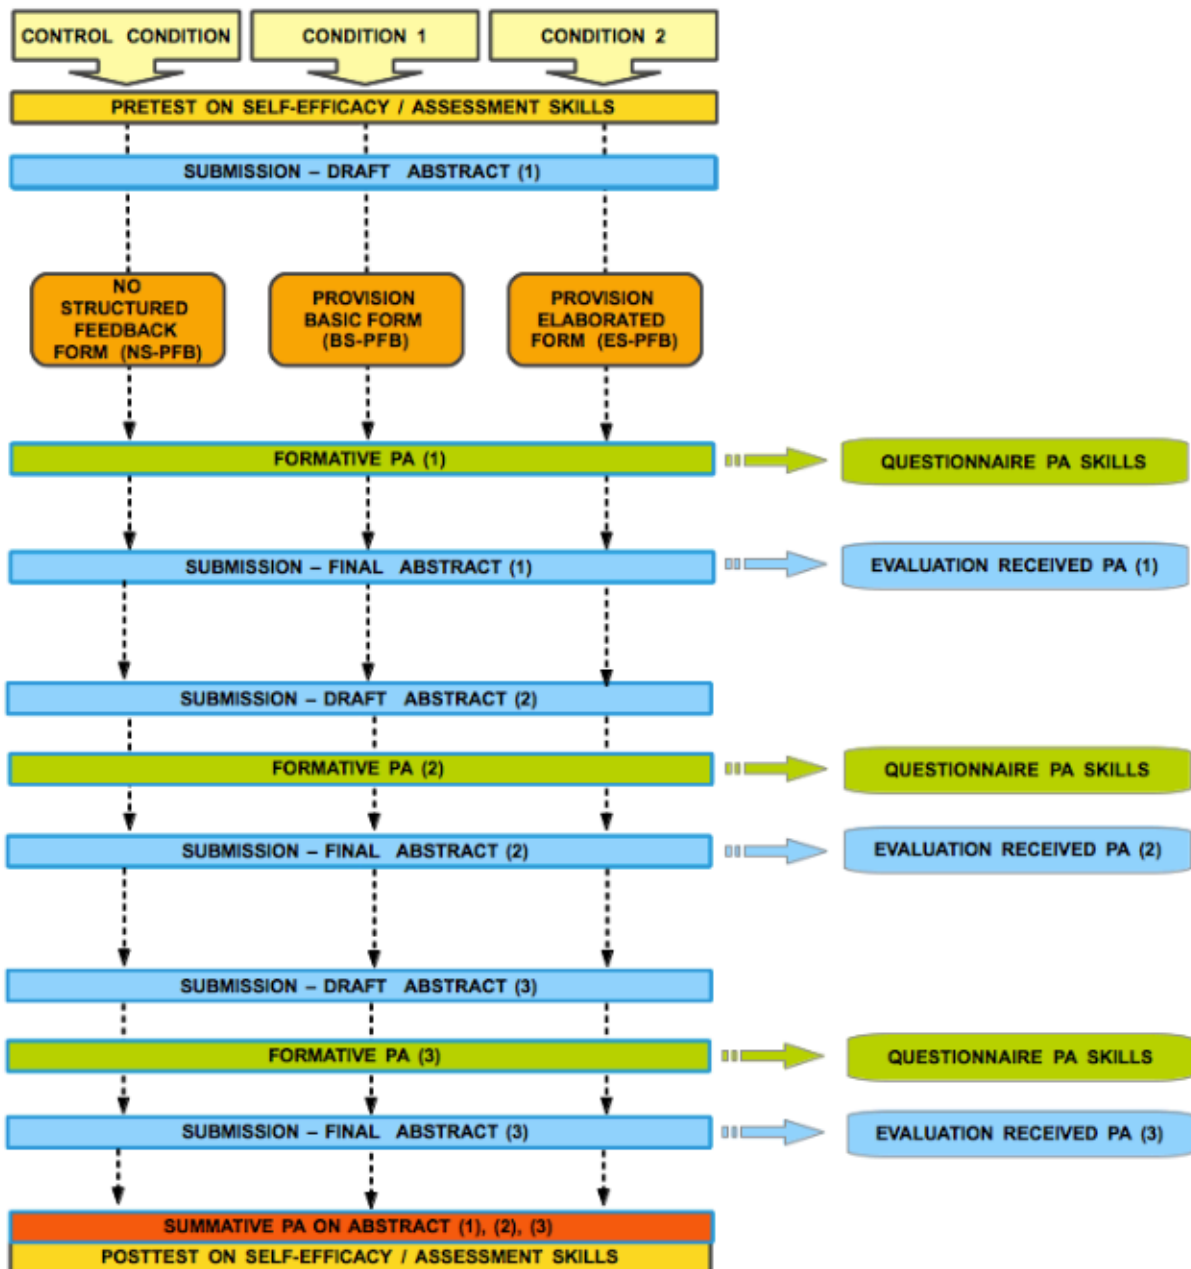 CONTROL CONDITION
CONDITION 1
CONDITION 2
PRETEST ON SELF-EFFICACY / ASSESSMENT SKILLS
SUBMISSION – DRAFT ABSTRACT (1)
NO
STRUCTURED
FEEDBACK
FORM (NS-PFB)
PROVISION
BASIC FORM
(BS-PFB)
PROVISION
ELABORATED
FORM (ES-PFB)
FORMATIVE PA (1)
QUESTIONNAIRE PA SKILLS
SUBMISSION – FINAL ABSTRACT (1)
EVALUATION RECEIVED PA (1)
SUBMISSION – DRAFT ABSTRACT (2)
FORMATIVE PA (2)
QUESTIONNAIRE PA SKILLS
SUBMISSION – FINAL ABSTRACT (2)
EVALUATION RECEIVED PA (2)
SUBMISSION – DRAFT ABSTRACT (3)
FORMATIVE PA (3)
QUESTIONNAIRE PA SKILLS
SUBMISSION – FINAL ABSTRACT (3)
EVALUATION RECEIVED PA (3)
SUMMATIVE PA ON ABSTRACT (1), (2), (3)
POSTTEST ON SELF-EFFICACY / ASSESSMENT SKILLS